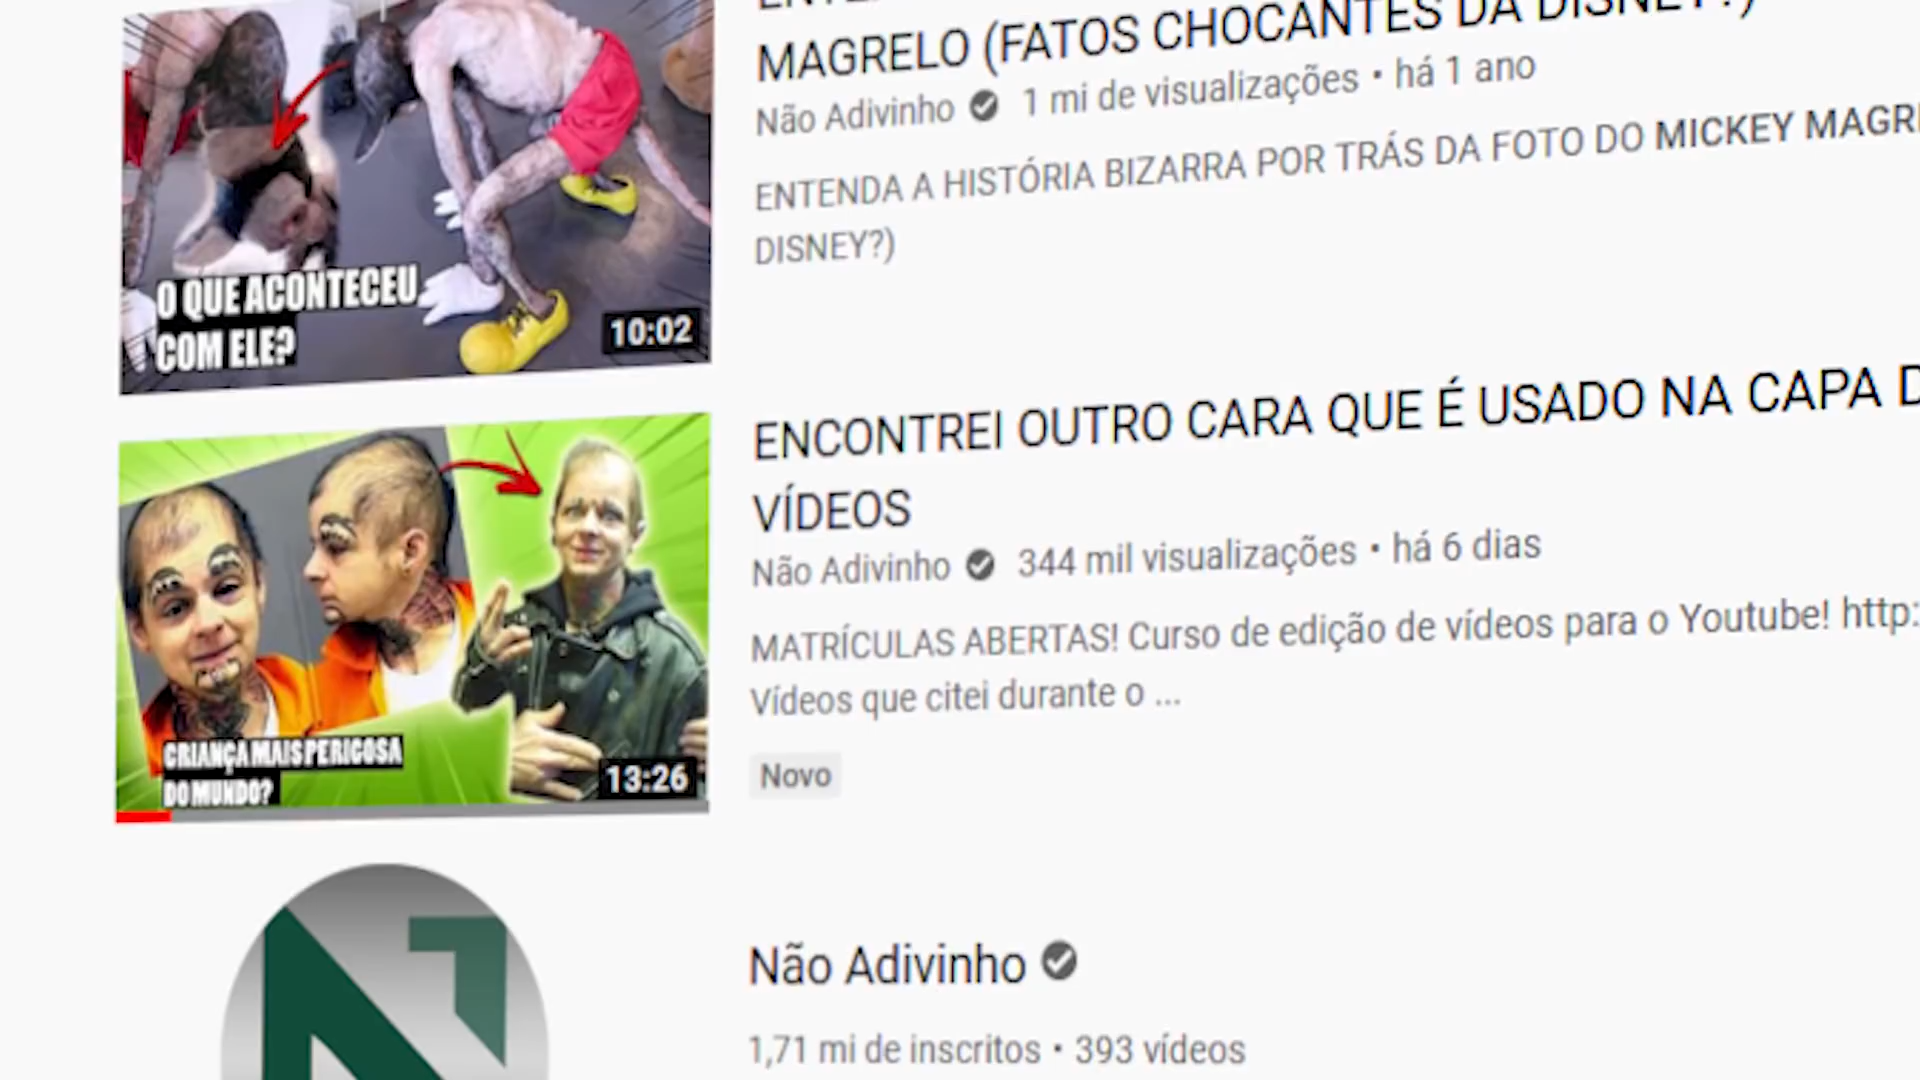 MAGRELO (FATOS CHOCANTES DA DISNEY?)
Não Adivinho 1 mi de visualizações • há 1 ano
ENTENDA A HISTÓRIA BIZARRA POR TRÁS DA FOTO DO MICKEY
DISNEY?)
O QUE ACONTECEU
COM ELE?
10:02
ENCONTREI OUTRO CARA QUE É USADO NA CAPA
VÍDEOS
Não Adivinho 344 mil visualizações • há 6 dias
MATRÍCULAS ABERTAS! Curso de edição de vídeos para o Youtube! http:
Vídeos que citei durante o ...
Novo
CRIANÇA MAIS PERIGOSA
DO MUNDO?
13:26
Não Adivinho
1,71 mi de inscritos • 393 vídeos